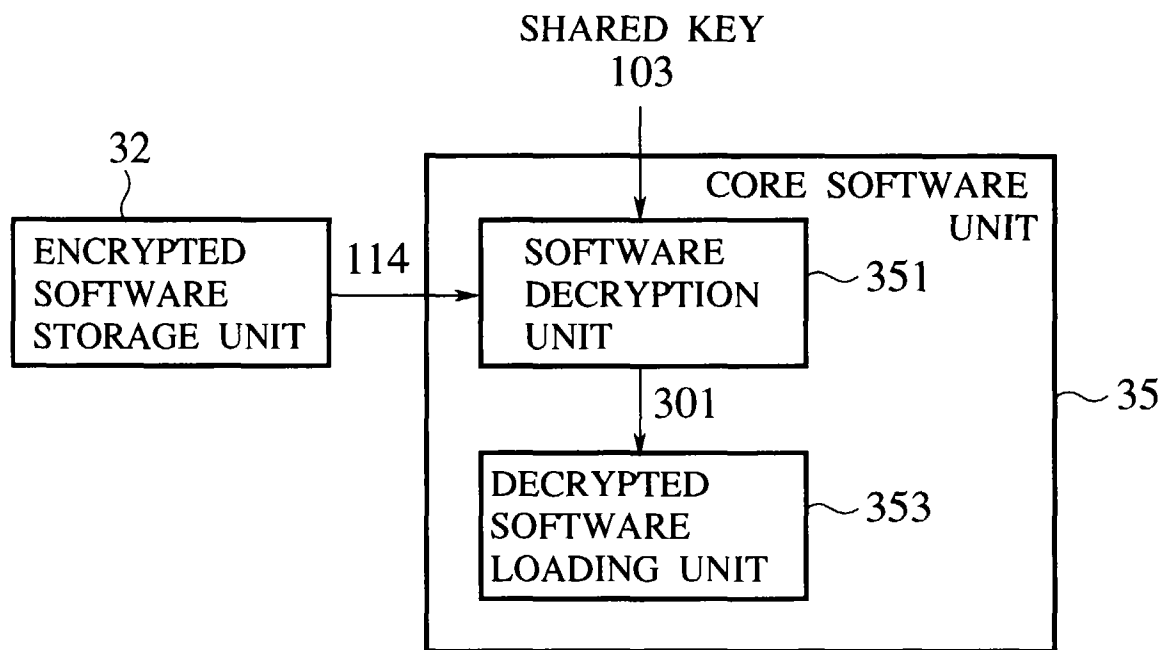 SHARED KEY
103
32
CORE SOFTWARE
UNIT
ENCRYPTED
SOFTWARE
STORAGE UNIT
114
SOFTWARE
DECRYPTION
UNIT
351
301
35
DECRYPTED
SOFTWARE
LOADING UNIT
353